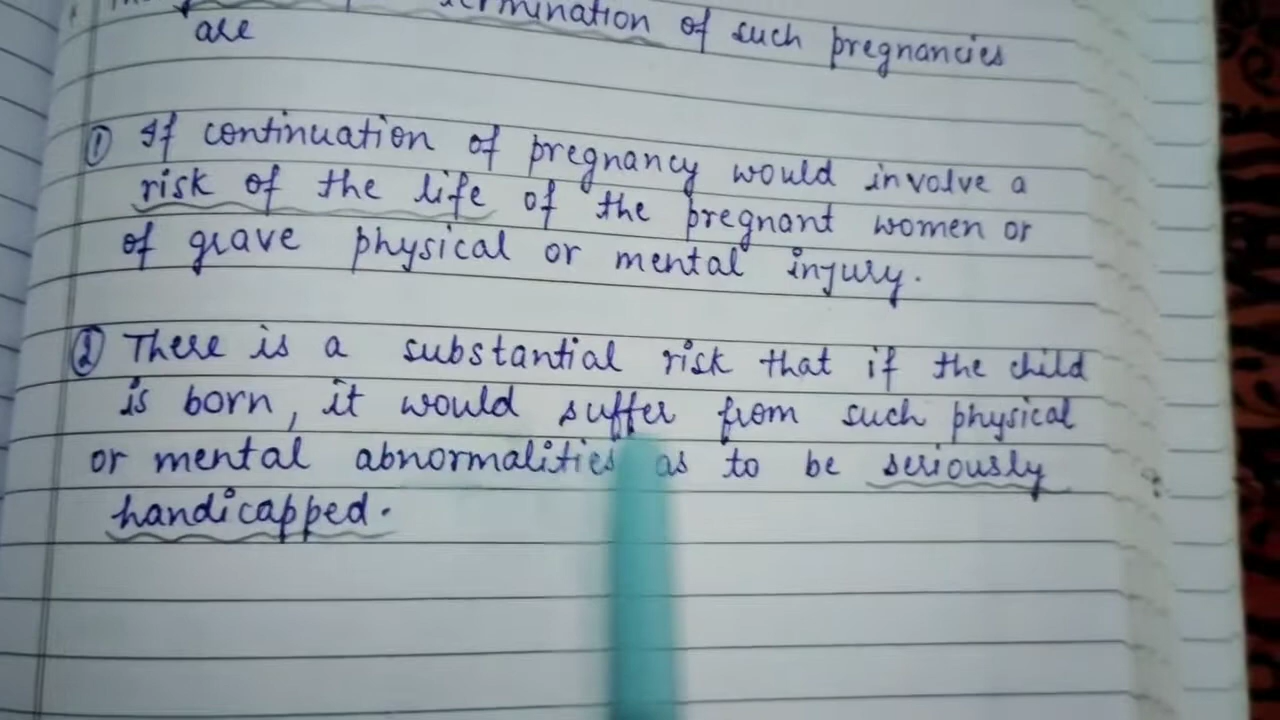 of such pregnancies
are
① If continuation of pregnancy would involve a
risk of the life of the pregnant women or
of grave physical or mental injury.
② There is a substantial risk that if the child
is born, it would suffer from such physical
or mental abnormalities as to be seriously
handicapped.